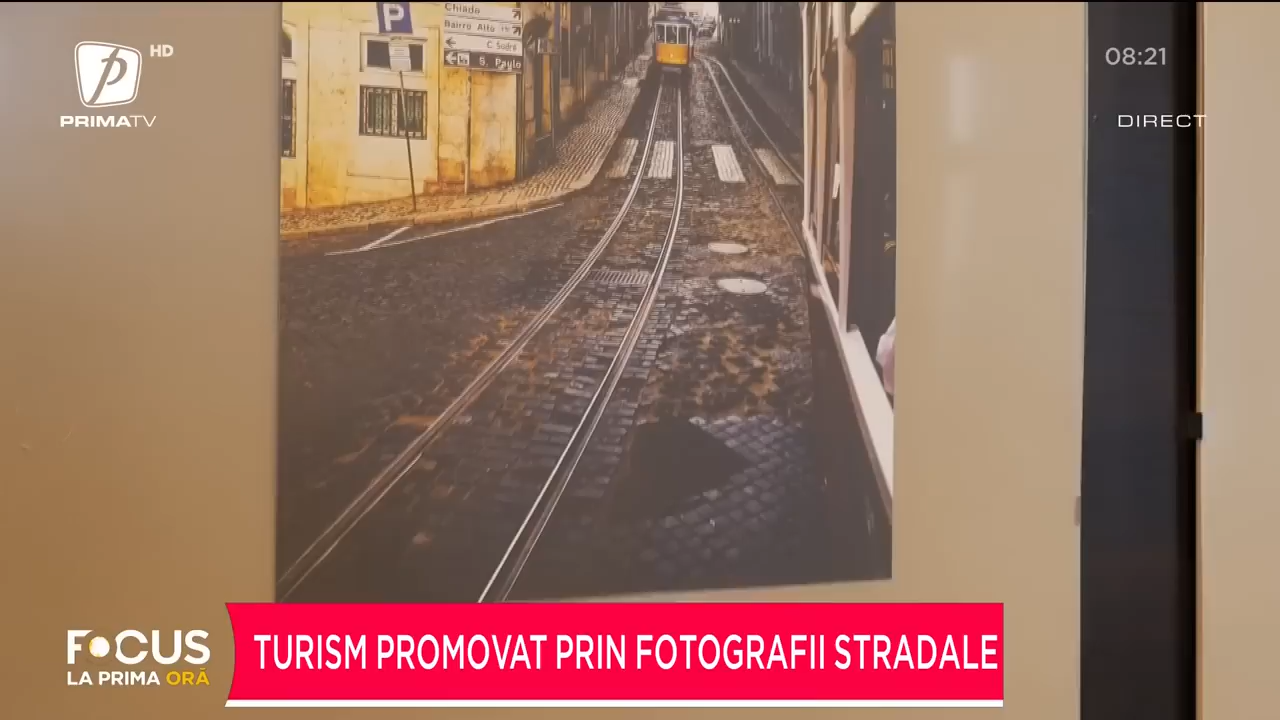 P
Chiado
Bairro Alto
C. Sodré
S. Paulo
PRIMATV HD
08:21
DIRECT
FOCUS
LA PRIMA ORĂ
TURISM PROMOVAT PRIN FOTOGRAFII STRADALE